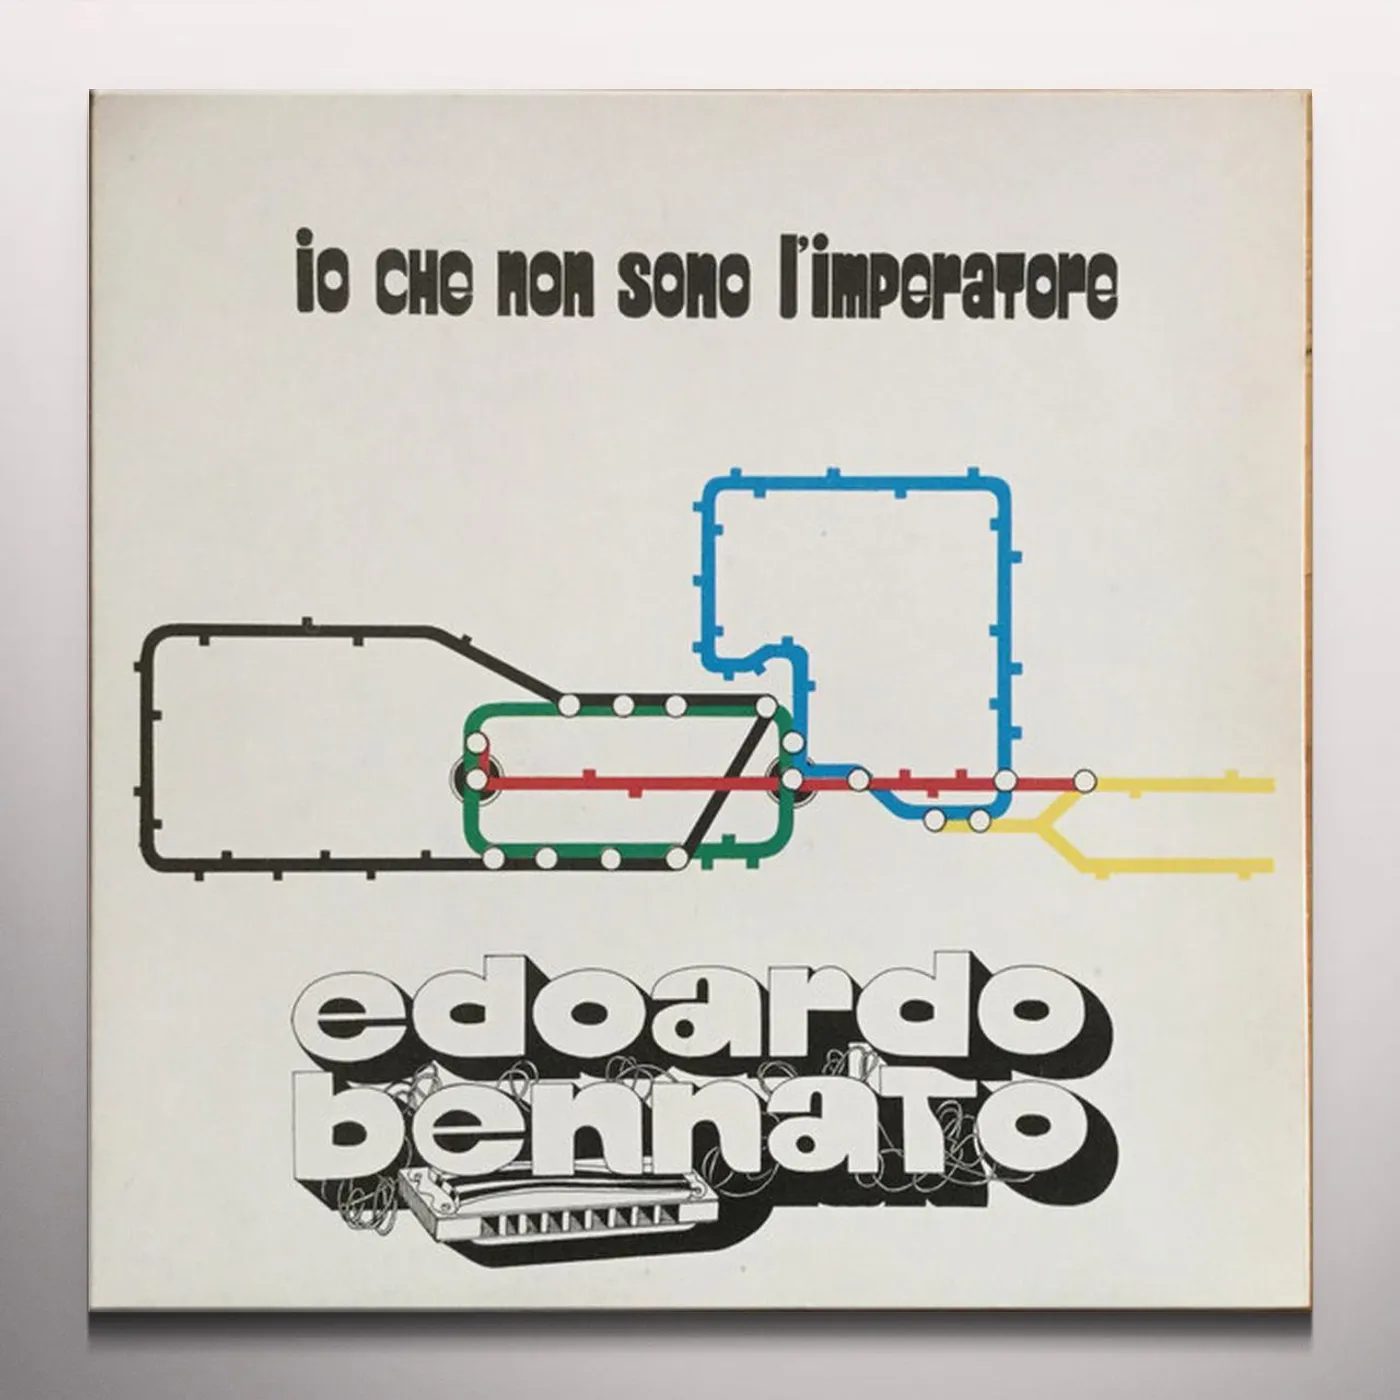 io che non sono l'imperatore
edoardo
bennato